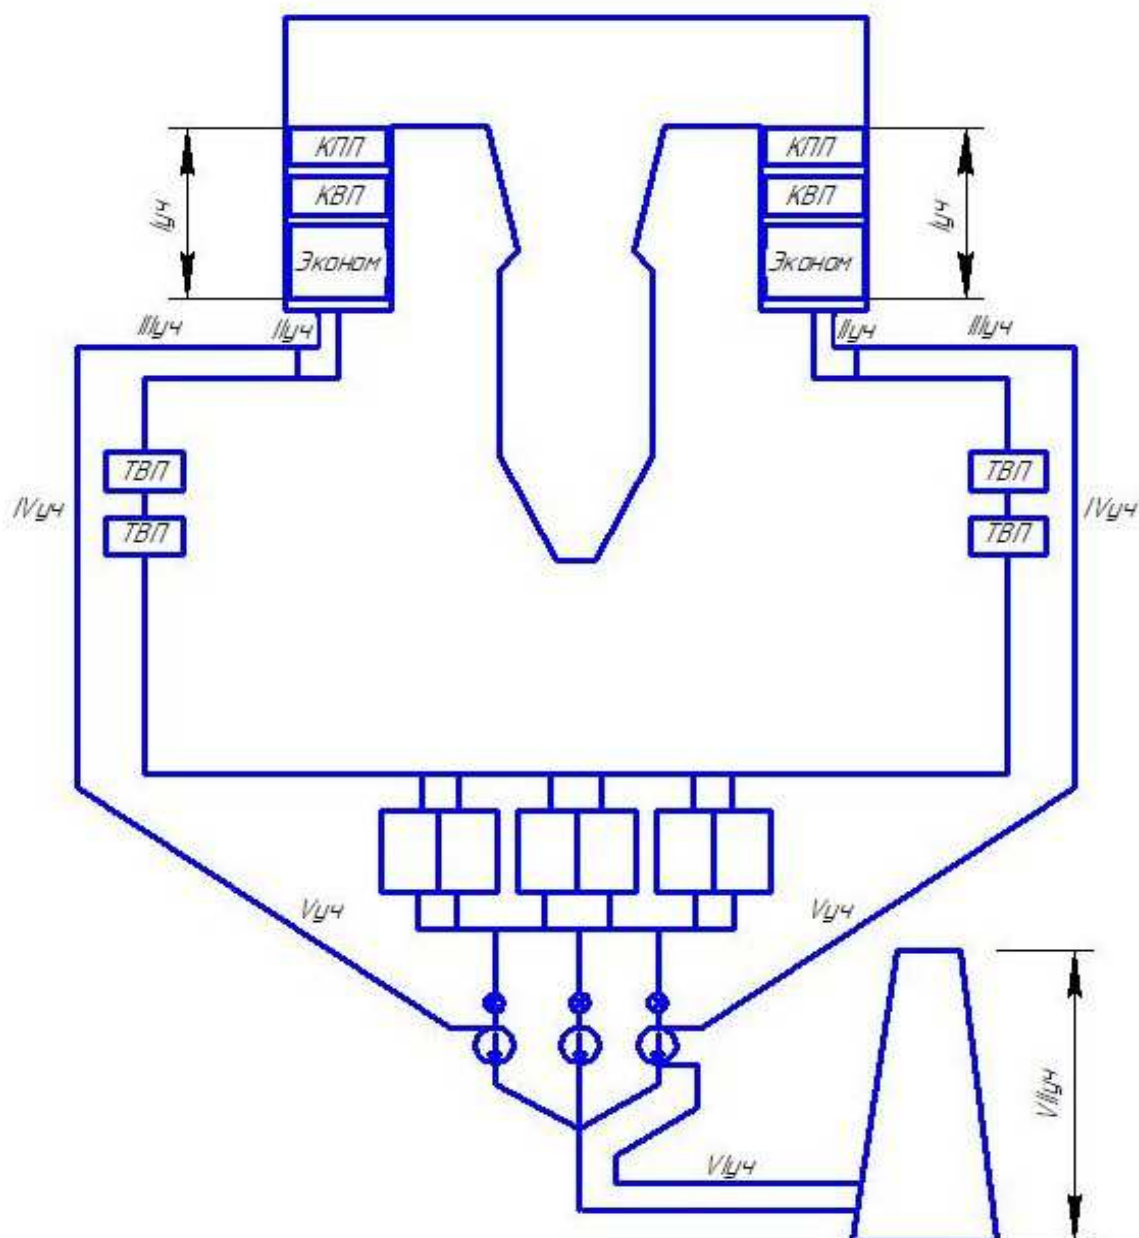 КПП
КПП
Iуч
КВП
КВП
Iуч
Эконом
Эконом
IIIуч
IIуч
IIуч
IIIуч
ТВП
ТВП
IVуч
IVуч
ТВП
ТВП
Vуч
Vуч
VIIуч
VIуч